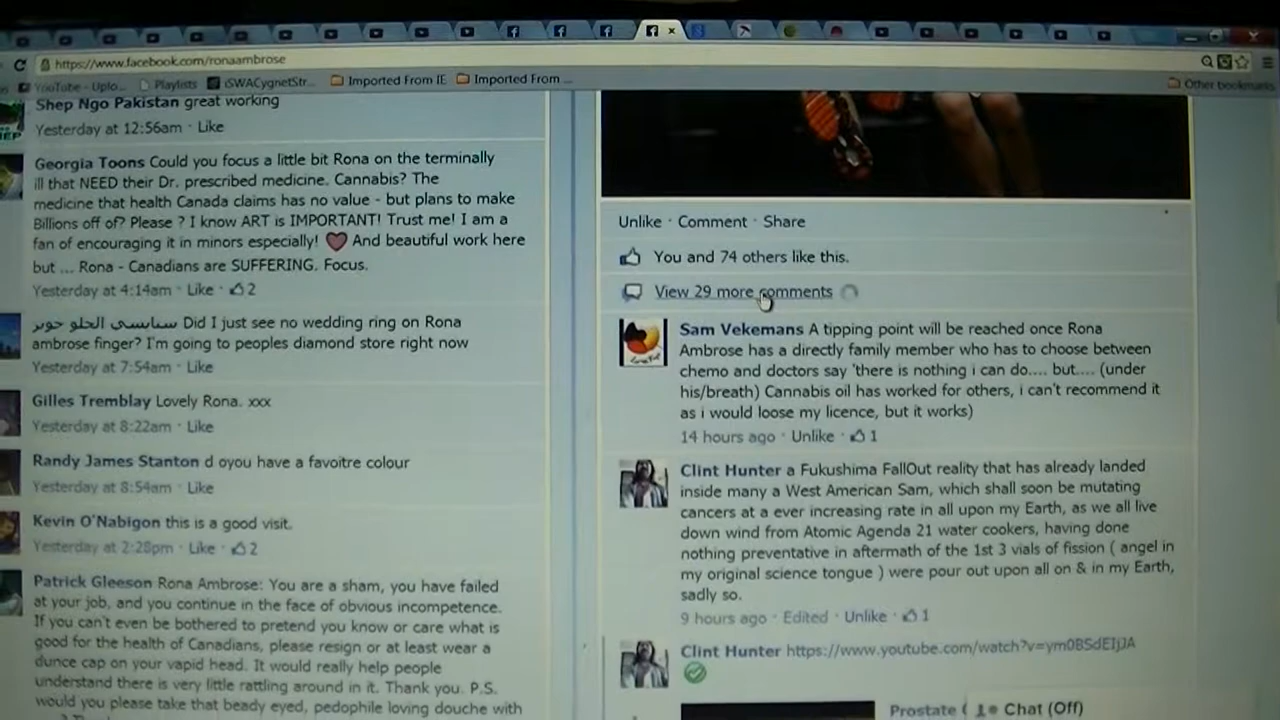 https://www.facebook.com/ronaambrose
YouTube - Uplo...
Playlists
iSWACygnetStr...
Imported From IE
Imported From ...
Other bookmarks
Shep Ngo Pakistan great working
Yesterday at 12:56am · Like
Georgia Toons Could you focus a little bit Rona on the terminally
ill that NEED their Dr. prescribed medicine. Cannabis? The
medicine that health Canada claims has no value - but plans to make
Billions off of? Please ? I know ART is IMPORTANT! Trust me! I am a
fan of encouraging it in minors especially! And beautiful work here
but ... Rona - Canadians are SUFFERING. Focus.
Yesterday at 4:14am · Like · 2
Did I just see no wedding ring on Rona
ambrose finger? I'm going to peoples diamond store right now
Yesterday at 7:54am · Like
Gilles Tremblay Lovely Rona. xxx
Yesterday at 8:22am · Like
Randy James Stanton d oyou have a favoitre colour
Yesterday at 8:54am · Like
Kevin O'Nabigon this is a good visit.
Yesterday at 2:28pm · Like · 2
Patrick Gleeson Rona Ambrose: You are a sham, you have failed
at your job, and you continue in the face of obvious incompetence.
If you can't even be bothered to pretend you know or care what is
good for the health of Canadians, please resign or at least wear a
dunce cap on your vapid head. It would really help people
understand there is very little rattling around in it. Thank you. P.S.
would you please take that beady eyed, pedophile loving douche with
Unlike · Comment · Share
You and 74 others like this.
View 29 more comments
Sam Vekemans A tipping point will be reached once Rona
Ambrose has a directly family member who has to choose between
chemo and doctors say 'there is nothing i can do.... but.... (under
his/breath) Cannabis oil has worked for others, i can't recommend it
as i would loose my licence, but it works)
14 hours ago · Unlike · 1
Clint Hunter a Fukushima FallOut reality that has already landed
inside many a West American Sam, which shall soon be mutating
cancers at a ever increasing rate in all upon my Earth, as we all live
down wind from Atomic Agenda 21 water cookers, having done
nothing preventative in aftermath of the 1st 3 vials of fission ( angel in
my original science tongue ) were pour out upon all on & in my Earth,
sadly so.
9 hours ago · Edited · Unlike · 1
Clint Hunter https://www.youtube.com/watch?v=ym0BSdEIjJA
Prostate
Chat (Off)